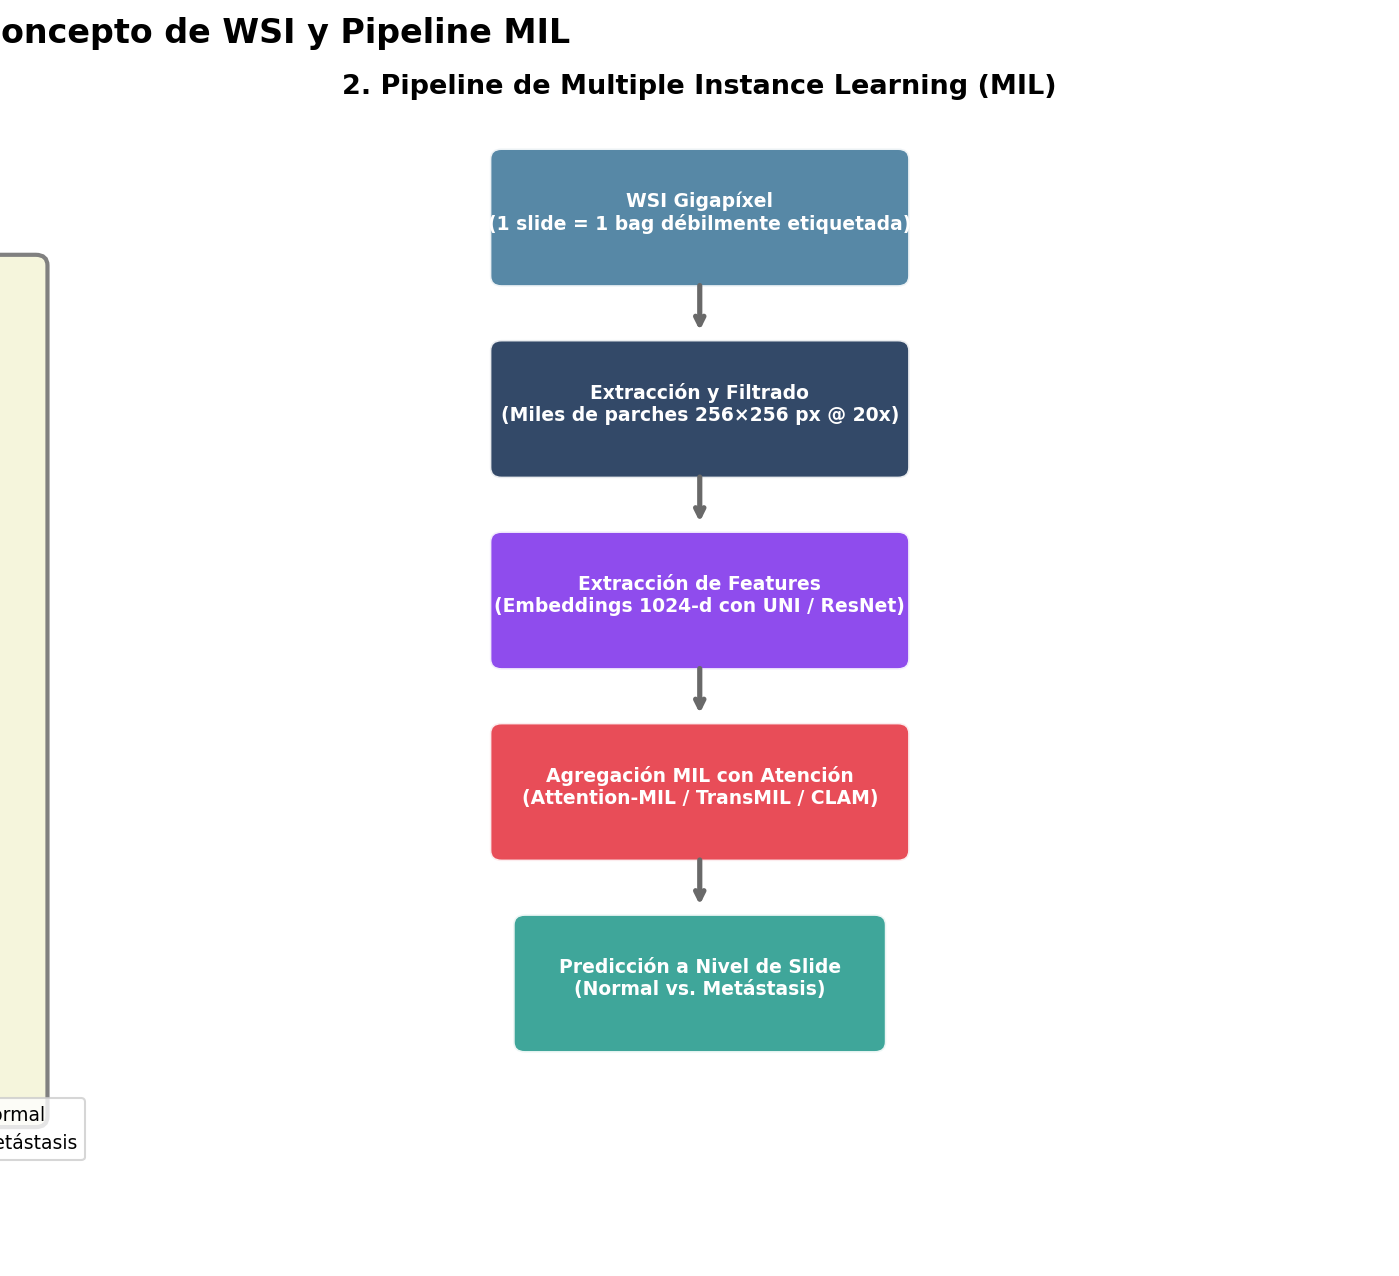 oncepto de WSI y Pipeline MIL
2. Pipeline de Multiple Instance Learning (MIL)
WSI Gigapíxel
(1 slide = 1 bag débilmente etiquetada)
Extracción y Filtrado
(Miles de parches 256×256 px @ 20x)
Extracción de Features
(Embeddings 1024-d con UNI / ResNet)
Agregación MIL con Atención
(Attention-MIL / TransMIL / CLAM)
Predicción a Nivel de Slide
(Normal vs. Metástasis)
ormal
etástasis